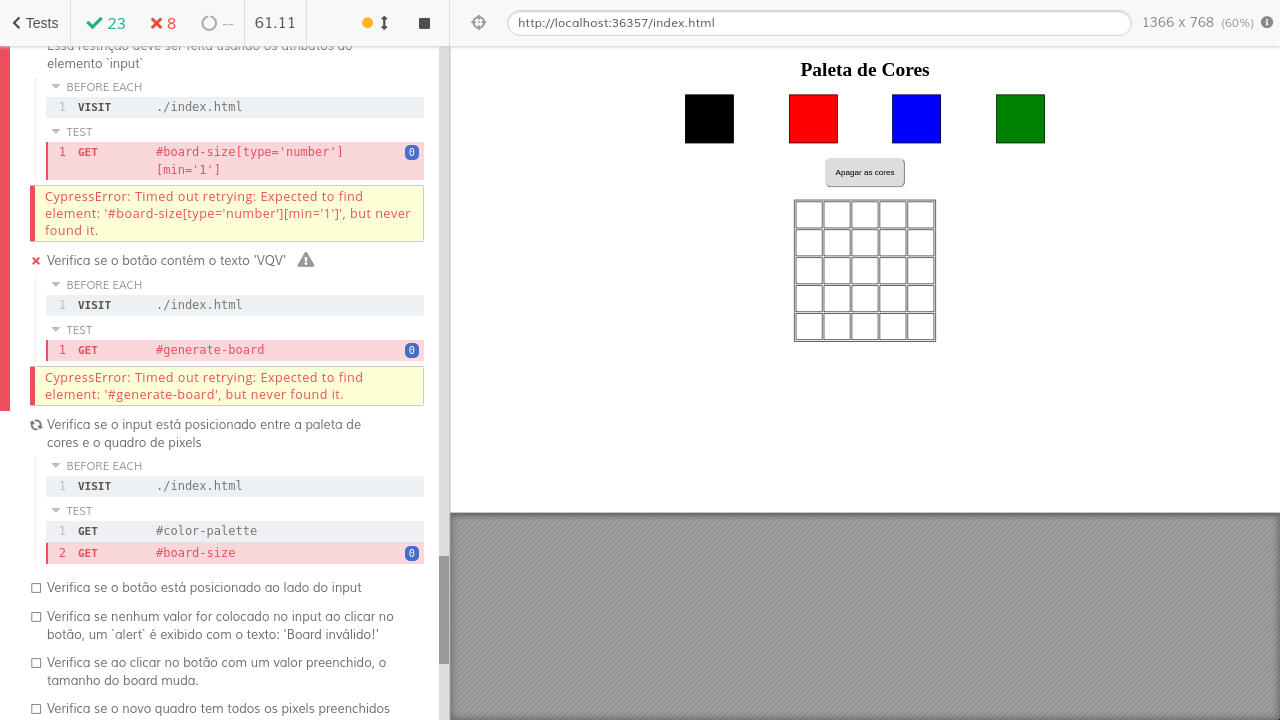 Tests
23
8
--
61.11
http://localhost:36357/index.html
1366 x 768 (60%)
Essa restrição deve ser feita usando os atributos do
elemento `input`
BEFORE EACH
1 VISIT ./index.html
TEST
1 GET #board-size[type='number']
[min='1']
0
CypressError: Timed out retrying: Expected to find
element: '#board-size[type='number'][min='1']', but never
found it.
Verifica se o botão contém o texto 'VQV'
BEFORE EACH
1 VISIT ./index.html
TEST
1 GET #generate-board 0
CypressError: Timed out retrying: Expected to find
element: '#generate-board', but never found it.
Verifica se o input está posicionado entre a paleta de
cores e o quadro de pixels
BEFORE EACH
1 VISIT ./index.html
TEST
1 GET #color-palette
2 GET #board-size 0
Verifica se o botão está posicionado ao lado do input
Verifica se nenhum valor for colocado no input ao clicar no
botão, um `alert` é exibido com o texto: 'Board inválido!'
Verifica se ao clicar no botão com um valor preenchido, o
tamanho do board muda.
Verifica se o novo quadro tem todos os pixels preenchidos
Paleta de Cores
Apagar as cores